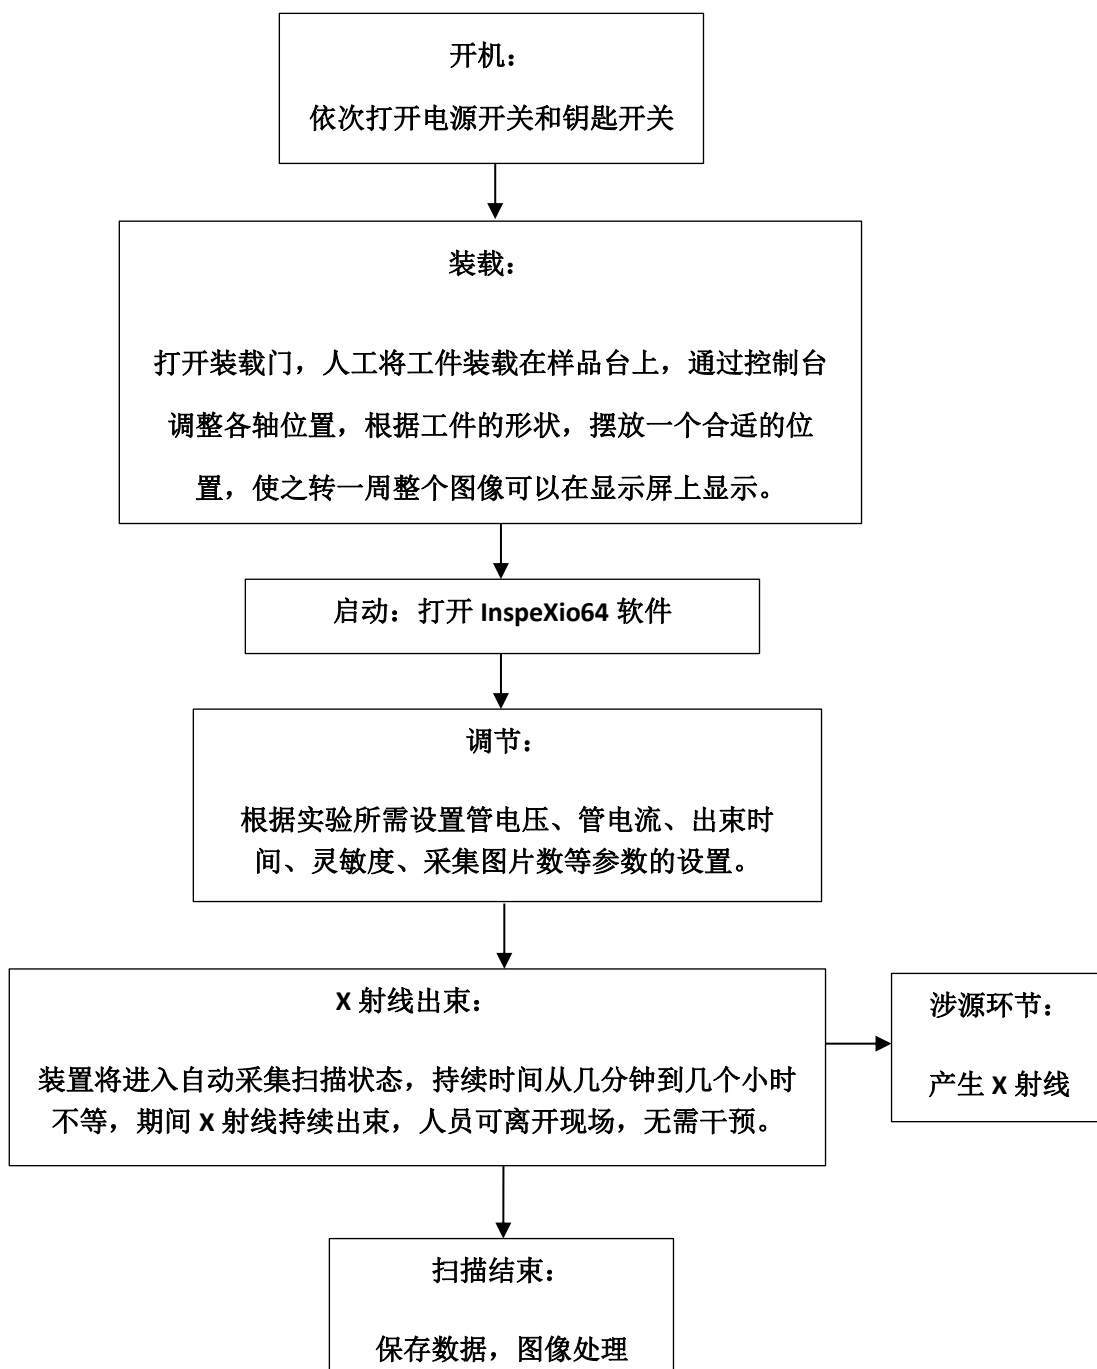 开机：
依次打开电源开关和钥匙开关
装载：
打开装载门，人工将工件装载在样品台上，通过控制台
调整各轴位置，根据工件的形状，摆放一个合适的位
置，使之转一周整个图像可以在显示屏上显示。
启动：打开 InspeXio64 软件
调节：
根据实验所需设置管电压、管电流、出束时
间、灵敏度、采集图片数等参数的设置。
X 射线出束：
装置将进入自动采集扫描状态，持续时间从几分钟到几个小时
不等，期间 X 射线持续出束，人员可离开现场，无需干预。
涉源环节：
产生 X 射线
扫描结束：
保存数据，图像处理